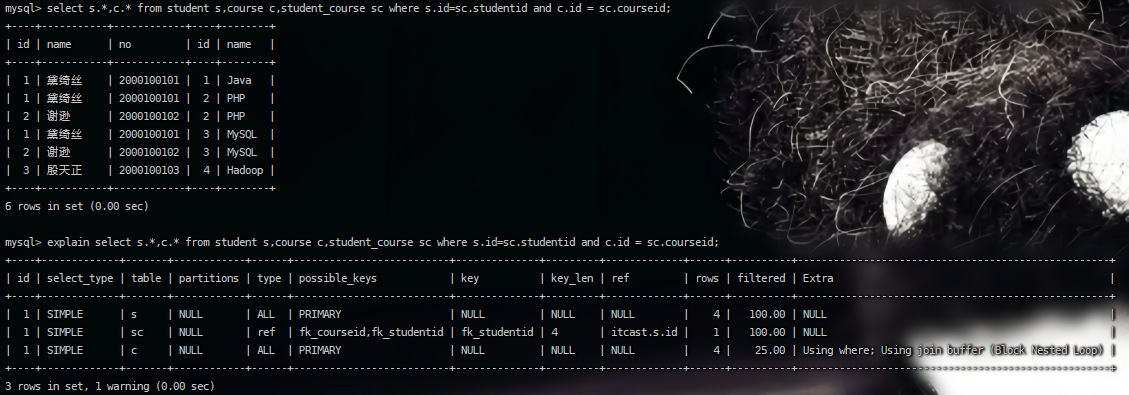 mysql> select s.*,c.* from student s,course c,student_course sc where s.id=sc.studentid and c.id = sc.courseid;
+----+-----------+------------+----+--------+
| id | name      | no         | id | name   |
+----+-----------+------------+----+--------+
|  1 | 黛绮丝    | 2000100101 |  1 | Java   |
|  1 | 黛绮丝    | 2000100101 |  2 | PHP    |
|  2 | 谢逊      | 2000100102 |  2 | PHP    |
|  1 | 黛绮丝    | 2000100101 |  3 | MySQL  |
|  2 | 谢逊      | 2000100102 |  3 | MySQL  |
|  3 | 殷天正    | 2000100103 |  4 | Hadoop |
+----+-----------+------------+----+--------+
6 rows in set (0.00 sec)
mysql> explain select s.*,c.* from student s,course c,student_course sc where s.id=sc.studentid and c.id = sc.courseid;
+----+-------------+-------+------------+------+--------------------------+--------------+---------+-------------+------+----------+----------------------------------------------------+
| id | select_type | table | partitions | type | possible_keys            | key          | key_len | ref         | rows | filtered | Extra                                              |
+----+-------------+-------+------------+------+--------------------------+--------------+---------+-------------+------+----------+----------------------------------------------------+
|  1 | SIMPLE      | s     | NULL       | ALL  | PRIMARY                  | NULL         | NULL    | NULL        |    4 |   100.00 | NULL                                               |
|  1 | SIMPLE      | sc    | NULL       | ref  | fk_courseid,fk_studentid | fk_studentid | 4       | itcast.s.id |    1 |   100.00 | NULL                                               |
|  1 | SIMPLE      | c     | NULL       | ALL  | PRIMARY                  | NULL         | NULL    | NULL        |    4 |    25.00 | Using where; Using join buffer (Block Nested Loop) |
+----+-------------+-------+------------+------+--------------------------+--------------+---------+-------------+------+----------+----------------------------------------------------+
3 rows in set, 1 warning (0.00 sec)